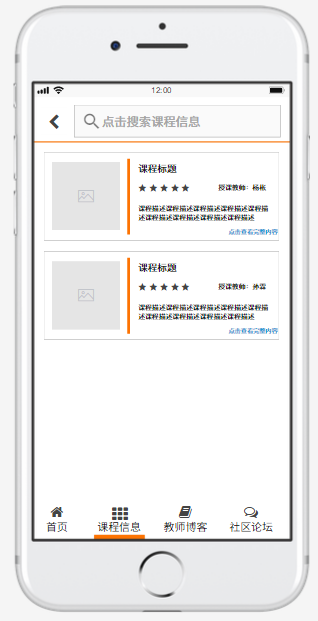 12:00
点击搜索课程信息
课程标题
★★★★★ 授课教师：杨枨
课程描述课程描述课程描述课程描述课程描
述课程描述课程描述课程描述课程描述
点击查看完整内容
课程标题
★★★★★ 授课教师：
课程描述课程描述课程描述课程描述课程描
述课程描述课程描述课程描述课程描述
点击查看完整内容
首页 课程信息 教师博客 社区论坛